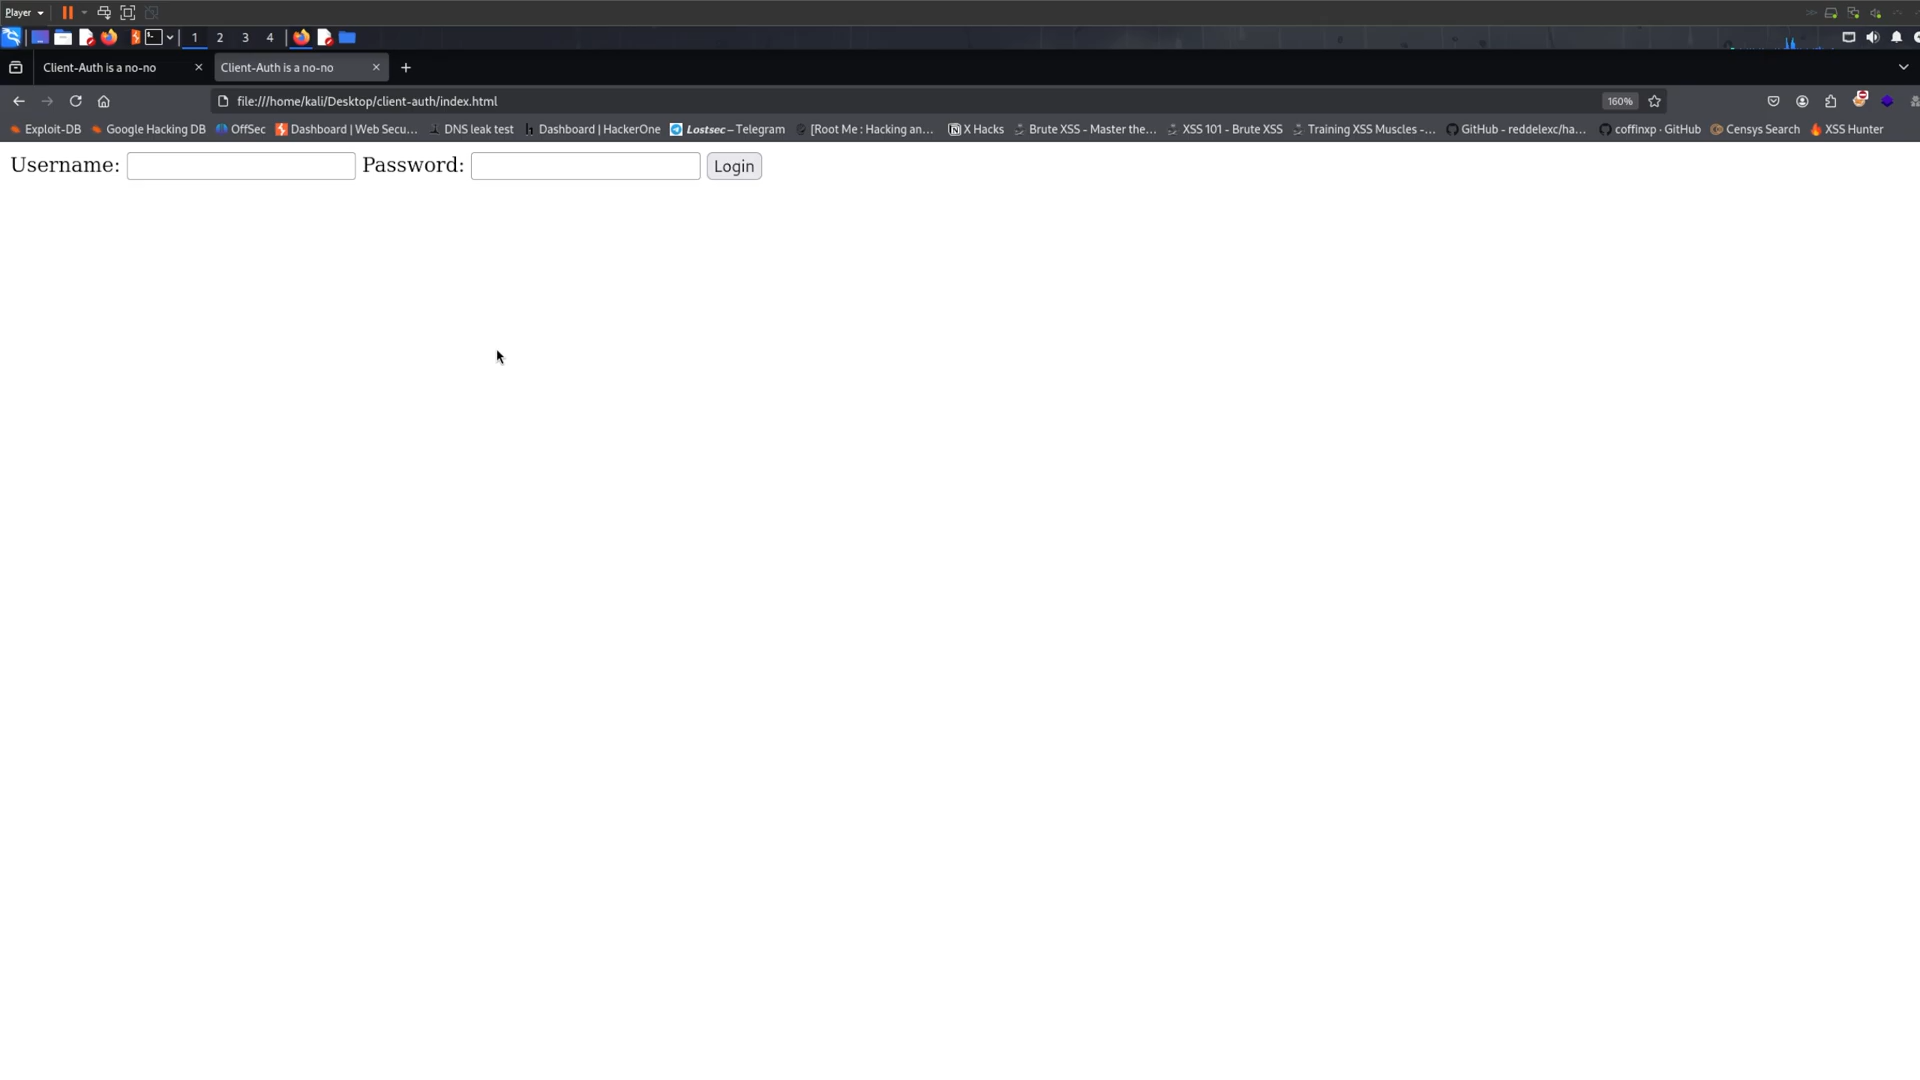 Player
1 2 3 4
Client-Auth is a no-no Client-Auth is a no-no
file:///home/kali/Desktop/client-auth/index.html 160%
Exploit-DB Google Hacking DB OffSec Dashboard | Web Secu... DNS leak test Dashboard | HackerOne Lostsec – Telegram [Root Me : Hacking an... X Hacks Brute XSS - Master the... XSS 101 - Brute XSS Training XSS Muscles -... GitHub - reddelexc/ha... coffinxp · GitHub Censys Search XSS Hunter
Username: Password: Login